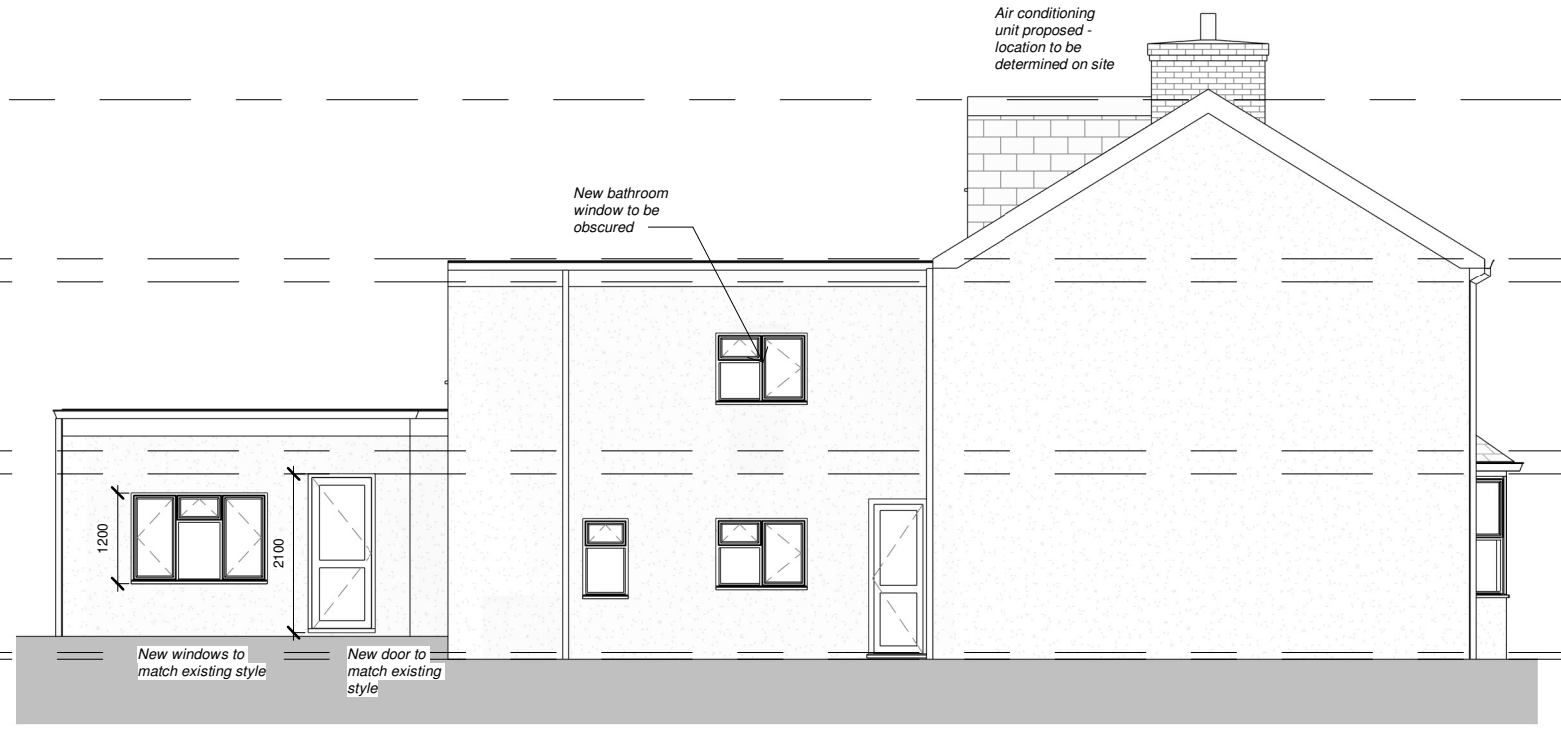 Air conditioning
unit proposed -
location to be
determined on site
New bathroom
window to be
obscured
1200
2100
New windows to
match existing style
New door to
match existing
style